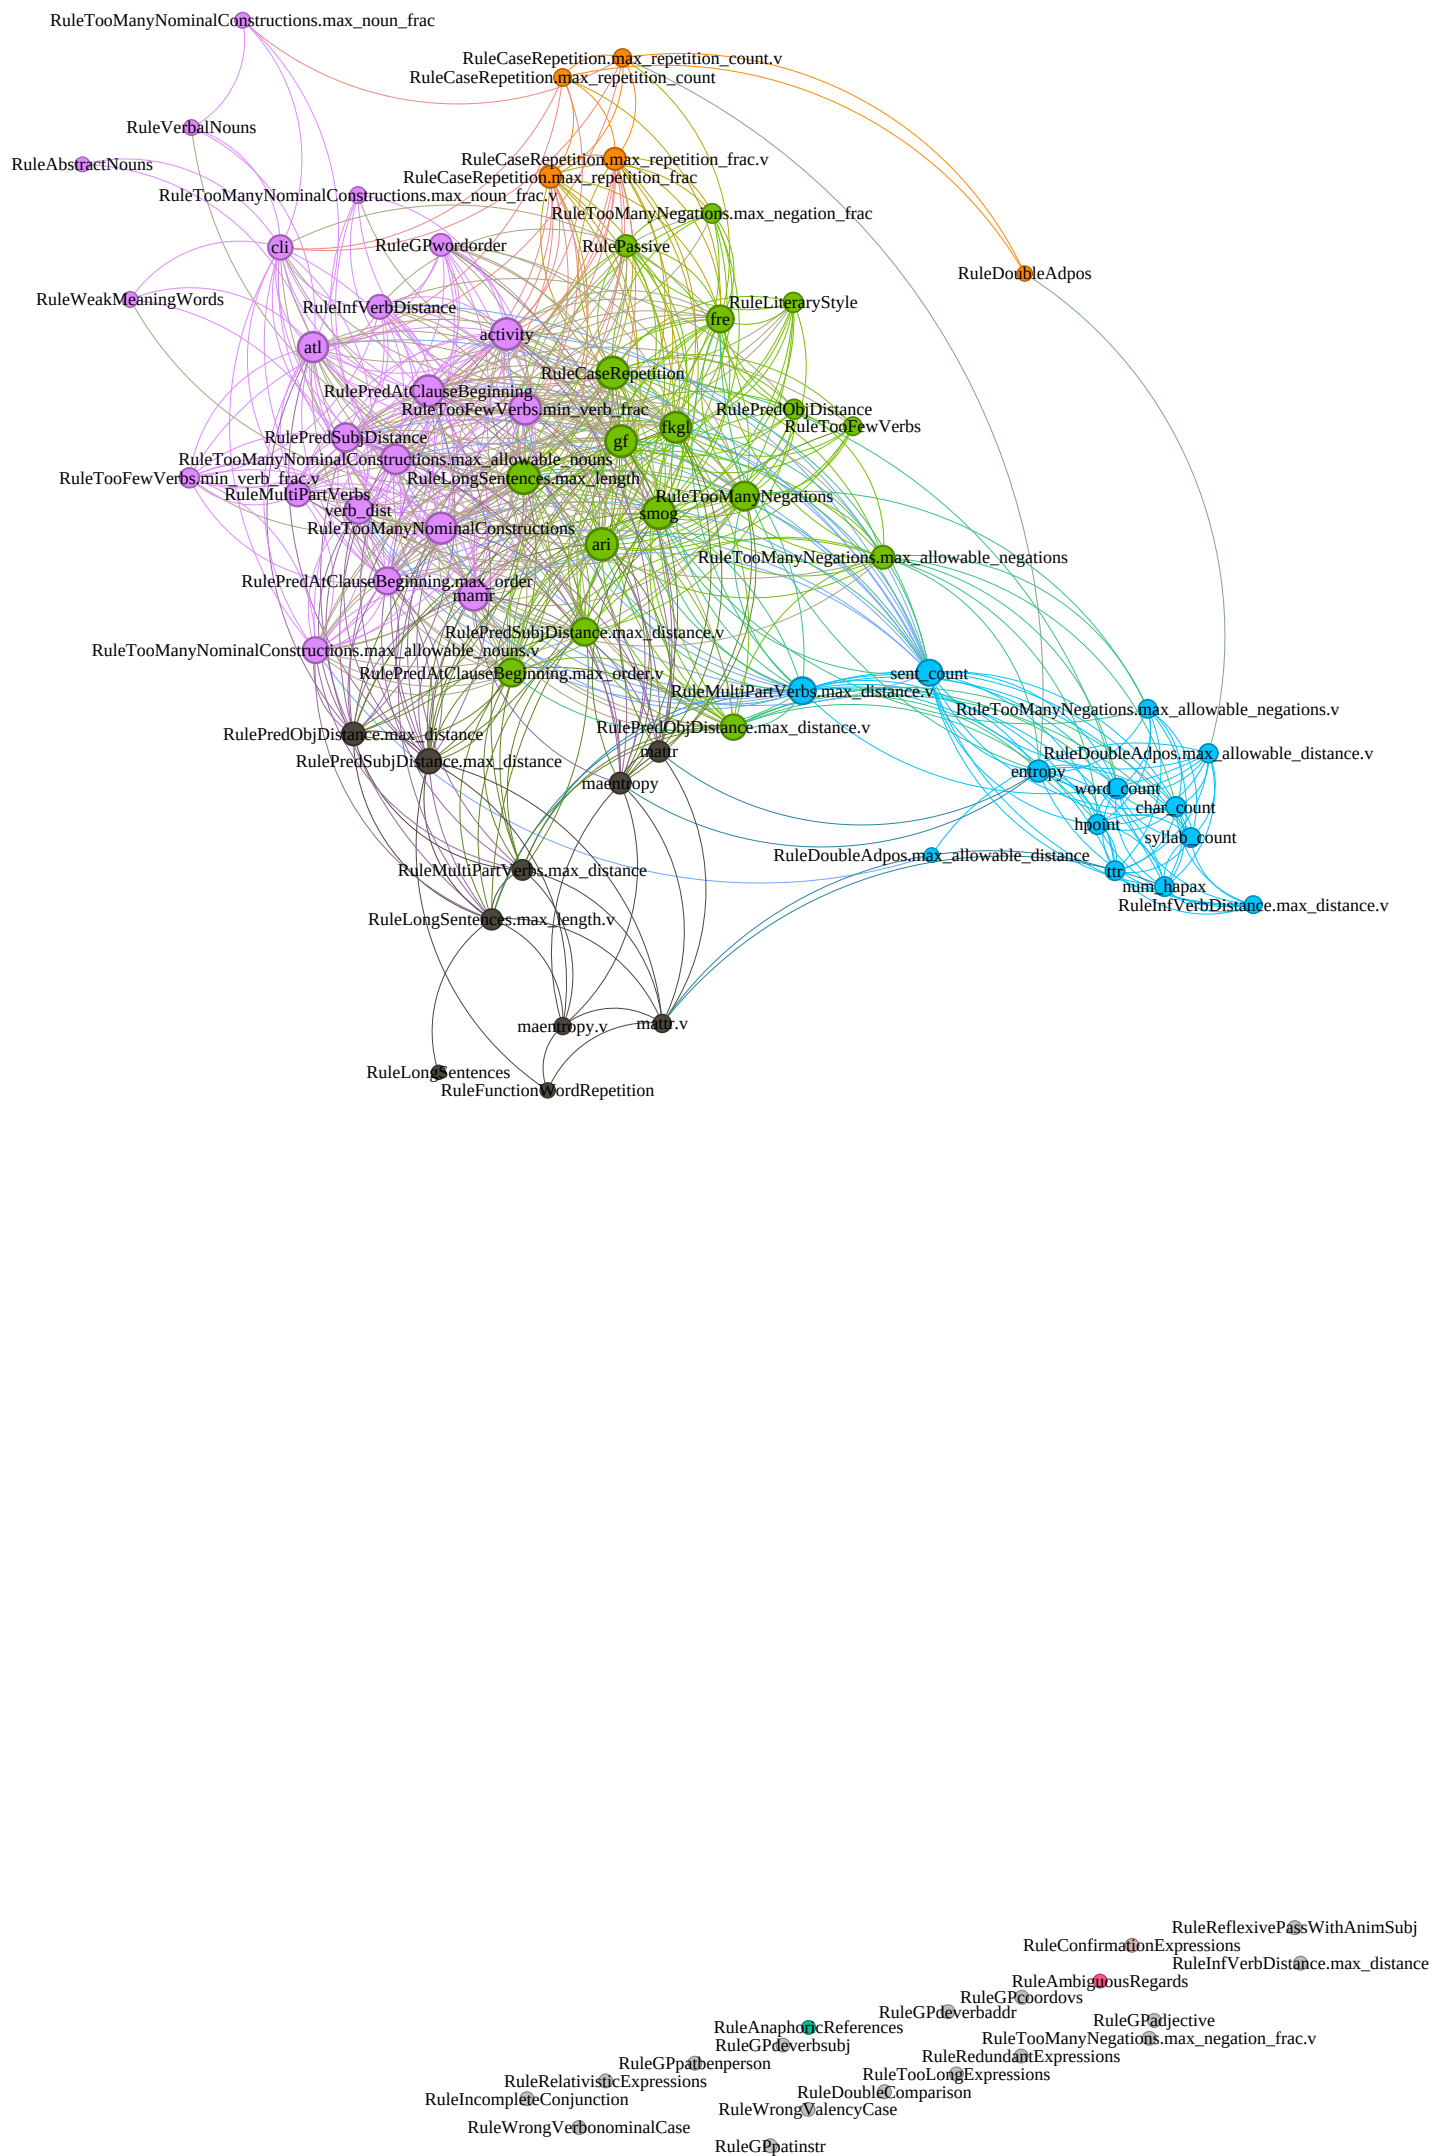 RuleTooManyNominalConstructions.max_noun_frac
RuleCaseRepetition.max_repetition_count.v
RuleCaseRepetition.max_repetition_count
RuleVerbalNouns
RuleAbstractNouns
RuleCaseRepetition.max_repetition_frac.v
RuleCaseRepetition.max_repetition_frac
RuleTooManyNominalConstructions.max_noun_frac.v
RuleTooManyNegations.max_negation_frac
cli
RuleGPwordorder
RulePassive
RuleDoubleAdpos
RuleWeakMeaningWords
RuleInfVerbDistance
RuleLiteraryStyle
fre
activity
atl
RuleCaseRepetition
RulePredAtClauseBeginning
RuleTooFewVerbs.min_verb_frac
RulePredObjDistance
RuleTooFewVerbs
fkgl
RulePredSubjDistance
gf
RuleTooManyNominalConstructions.max_allowable_nouns
RuleTooFewVerbs.min_verb_frac.v
RuleLongSentences.max_length
RuleMultiPartVerbs
RuleTooManyNegations
verb_dist
smog
RuleTooManyNominalConstructions
ari
RuleTooManyNegations.max_allowable_negations
RulePredAtClauseBeginning.max_order
mamr
RulePredSubjDistance.max_distance.v
RuleTooManyNominalConstructions.max_allowable_nouns.v
RulePredAtClauseBeginning.max_order.v
sent_count
RuleMultiPartVerbs.max_distance.v
RuleTooManyNegations.max_allowable_negations.v
RulePredObjDistance.max_distance.v
RulePredObjDistance.max_distance
mattr
RuleDoubleAdpos.max_allowable_distance.v
RulePredSubjDistance.max_distance
entropy
maentropy
word_count
char_count
hpoint
syllab_count
RuleDoubleAdpos.max_allowable_distance
RuleMultiPartVerbs.max_distance
ttr
num_hapax
RuleInfVerbDistance.max_distance.v
RuleLongSentences.max_length.v
maentropy.v
mattr.v
RuleLongSentences
RuleFunctionWordRepetition
RuleReflexivePassWithAnimSubj
RuleConfirmationExpressions
RuleInfVerbDistance.max_distance
RuleAmbiguousRegards
RuleGPcoordovs
RuleGPdeverbaddr
RuleGPadjective
RuleAnaphoricReferences
RuleTooManyNegations.max_negation_frac.v
RuleGPdeverbsubj
RuleRedundantExpressions
RuleGPpatbenperson
RuleTooLongExpressions
RuleRelativisticExpressions
RuleDoubleComparison
RuleIncompleteConjunction
RuleWrongValencyCase
RuleWrongVerbonominalCase
RuleGPpatinstr